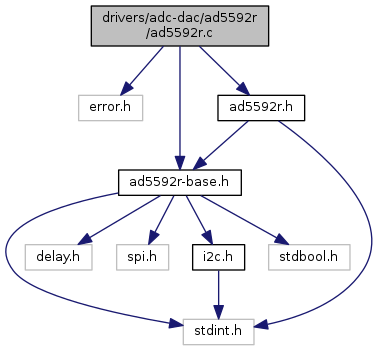 drivers/adc-dac/ad5592r
/ad5592r.c
error.h
ad5592r.h
ad5592r-base.h
delay.h
spi.h
i2c.h
stdbool.h
stdint.h